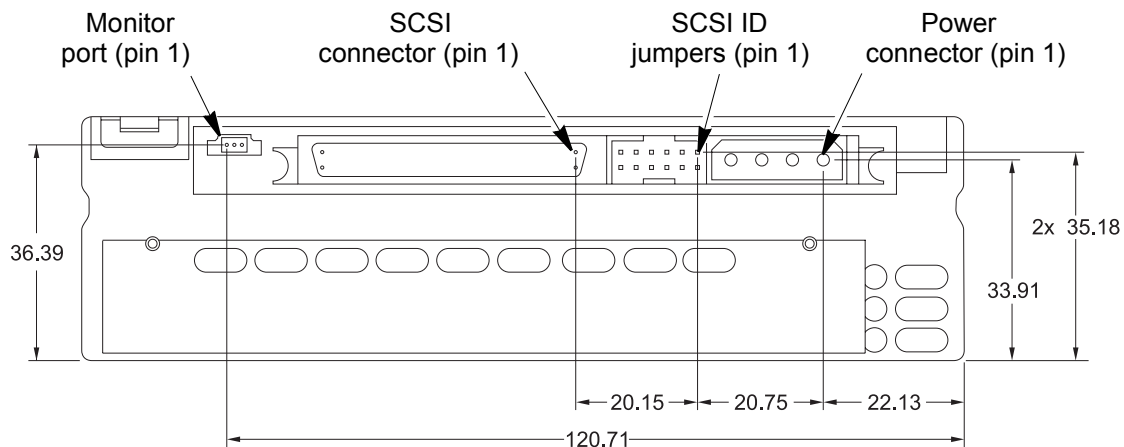 Monitor
port (pin 1)
SCSI
connector (pin 1)
SCSI ID
jumpers (pin 1)
Power
connector (pin 1)
36.39
2x 35.18
33.91
20.15
20.75
22.13
120.71